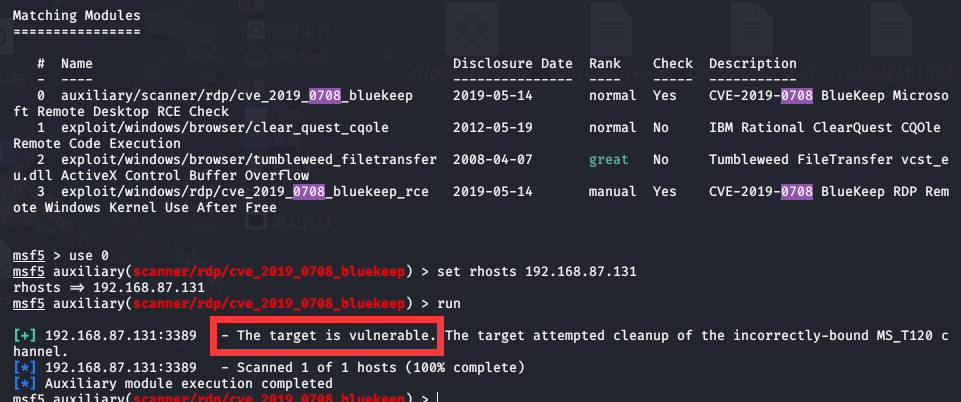 Matching Modules
================
#  Name  Disclosure Date  Rank  Check  Description
-  ----  ---------------  ----  -----  -----------
0  auxiliary/scanner/rdp/cve_2019_0708_bluekeep  2019-05-14  normal  Yes  CVE-2019-0708 BlueKeep Microso
ft Remote Desktop RCE Check
1  exploit/windows/browser/clear_quest_cqole  2012-05-19  normal  No  IBM Rational ClearQuest CQOle
Remote Code Execution
2  exploit/windows/browser/tumbleweed_filetransfer  2008-04-07  great  No  Tumbleweed FileTransfer vcst_e
u.dll ActiveX Control Buffer Overflow
3  exploit/windows/rdp/cve_2019_0708_bluekeep_rce  2019-05-14  manual  Yes  CVE-2019-0708 BlueKeep RDP Rem
ote Windows Kernel Use After Free
msf5 > use 0
msf5 auxiliary(scanner/rdp/cve_2019_0708_bluekeep) > set rhosts 192.168.87.131
rhosts => 192.168.87.131
msf5 auxiliary(scanner/rdp/cve_2019_0708_bluekeep) > run
[+] 192.168.87.131:3389   - The target is vulnerable. The target attempted cleanup of the incorrectly-bound MS_T120 c
hannel.
[*] 192.168.87.131:3389   - Scanned 1 of 1 hosts (100% complete)
[*] Auxiliary module execution completed
msf5 auxiliary(scanner/rdp/cve_2019_0708_bluekeep) >